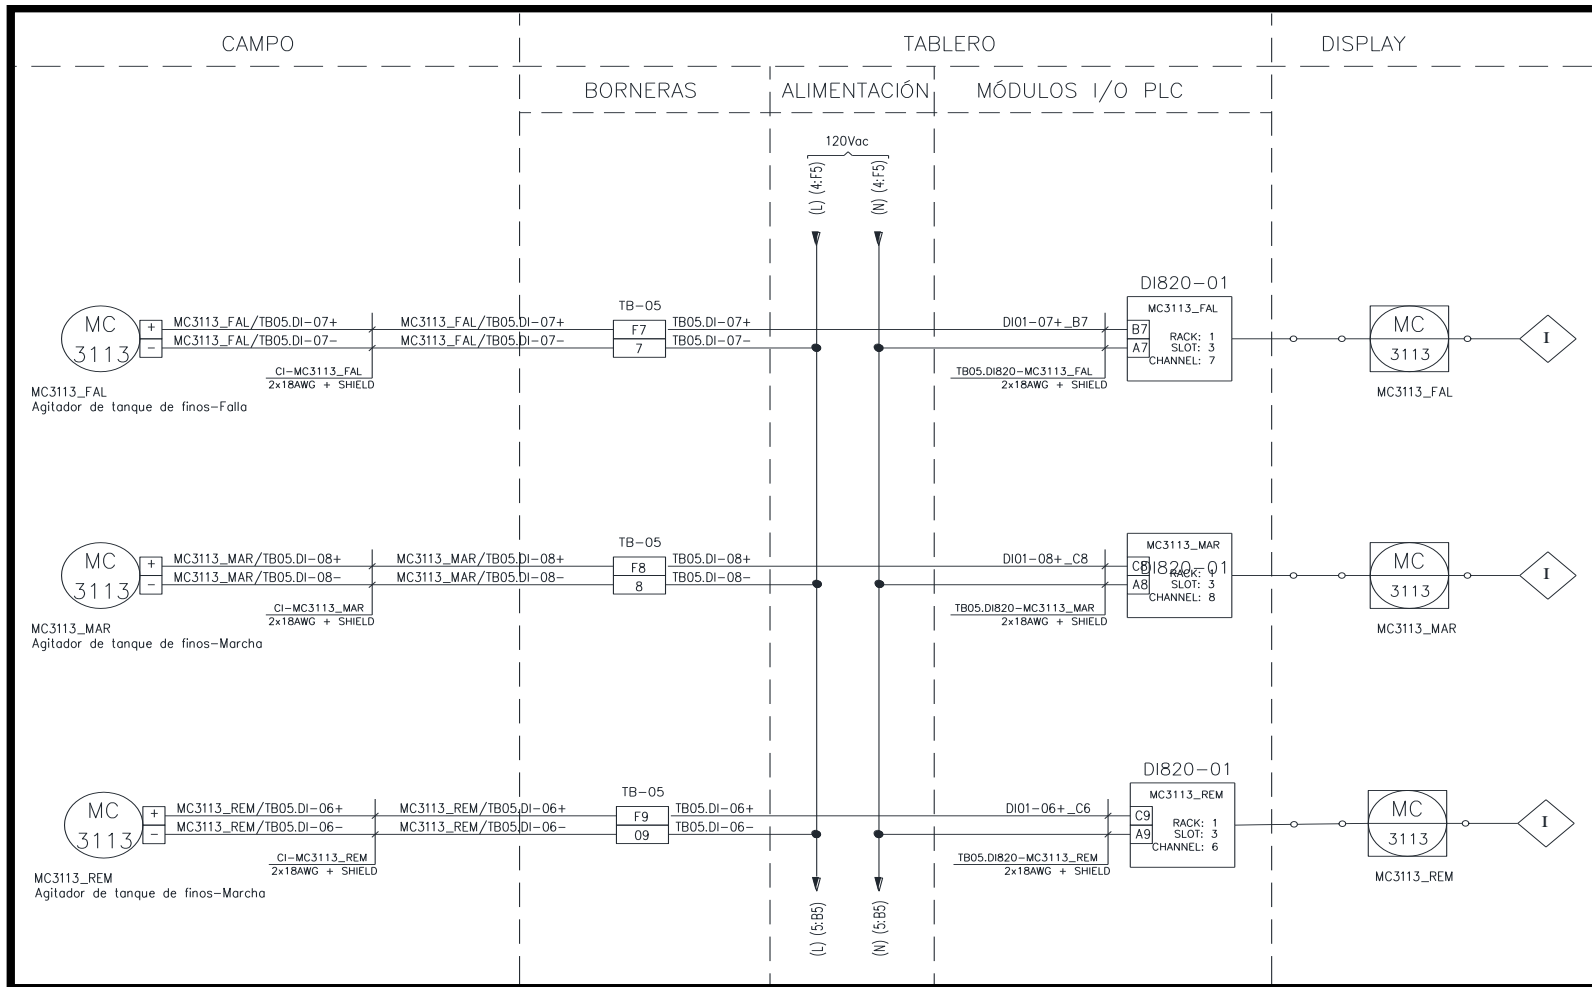 CAMPO
TABLERO
DISPLAY
BORNERAS
ALIMENTACIÓN
MÓDULOS I/O PLC
120Vac
(L) (4:F5)
(N) (4:F5)
MC
3113
+
−
MC3113_FAL/TB05.DI-07+
MC3113_FAL/TB05.DI-07-
CI-MC3113_FAL
2x18AWG + SHIELD
MC3113_FAL
Agitador de tanque de finos-Falla
MC3113_FAL/TB05.DI-07+
MC3113_FAL/TB05.DI-07-
TB-05
F7
7
TB05.DI-07+
TB05.DI-07-
DI01-07+_B7
TB05.DI820-MC3113_FAL
2x18AWG + SHIELD
DI820-01
MC3113_FAL
B7
A7
RACK: 1
SLOT: 3
CHANNEL: 7
MC
3113
MC3113_FAL
I
MC
3113
+
−
MC3113_MAR/TB05.DI-08+
MC3113_MAR/TB05.DI-08-
CI-MC3113_MAR
2x18AWG + SHIELD
MC3113_MAR
Agitador de tanque de finos-Marcha
MC3113_MAR/TB05.DI-08+
MC3113_MAR/TB05.DI-08-
TB-05
F8
8
TB05.DI-08+
TB05.DI-08-
DI01-08+_C8
TB05.DI820-MC3113_MAR
2x18AWG + SHIELD
MC3113_MAR
C8
DI820-01
A8
RACK: 1
SLOT: 3
CHANNEL: 8
MC
3113
MC3113_MAR
I
MC
3113
+
−
MC3113_REM/TB05.DI-06+
MC3113_REM/TB05.DI-06-
CI-MC3113_REM
2x18AWG + SHIELD
MC3113_REM
Agitador de tanque de finos-Marcha
MC3113_REM/TB05.DI-06+
MC3113_REM/TB05.DI-06-
TB-05
F9
09
TB05.DI-06+
TB05.DI-06-
DI01-06+_C6
TB05.DI820-MC3113_REM
2x18AWG + SHIELD
DI820-01
MC3113_REM
C9
A9
RACK: 1
SLOT: 3
CHANNEL: 6
MC
3113
MC3113_REM
I
(L) (5:B5)
(N) (5:B5)